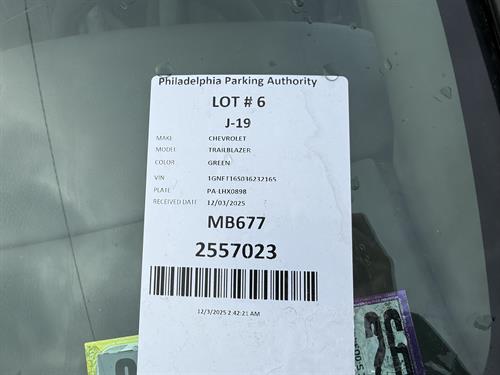 Philadelphia Parking Authority
LOT # 6
J-19
MAKE CHEVROLET
MODEL TRAILBLAZER
COLOR GREEN
VIN 1GNFT16S036232165
PLATE PA-LHX0898
RECEIVED DATE 12/03/2025
MB677
2557023
12/3/2025 2:42:21 AM
26